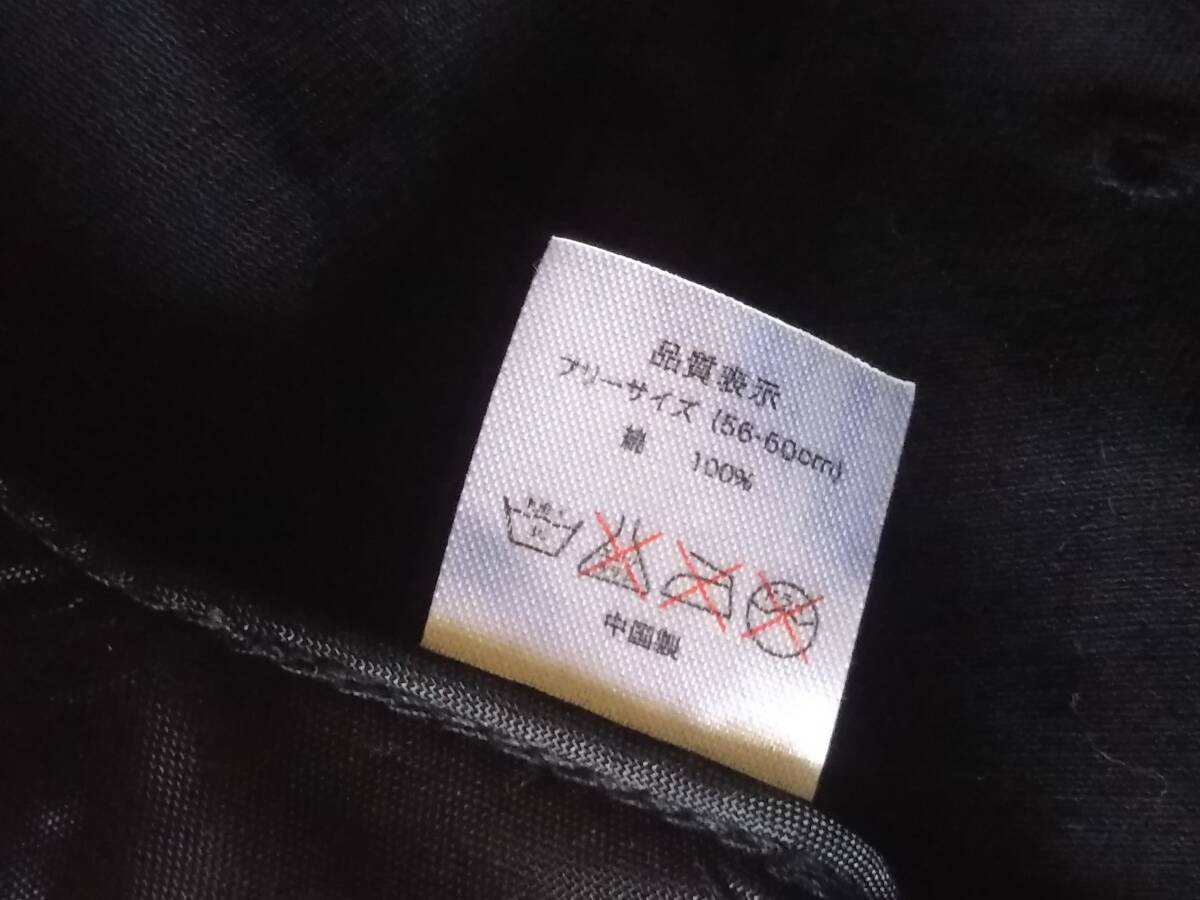 品質表示
フリーサイズ (56-60cm)
綿 100%
中国製